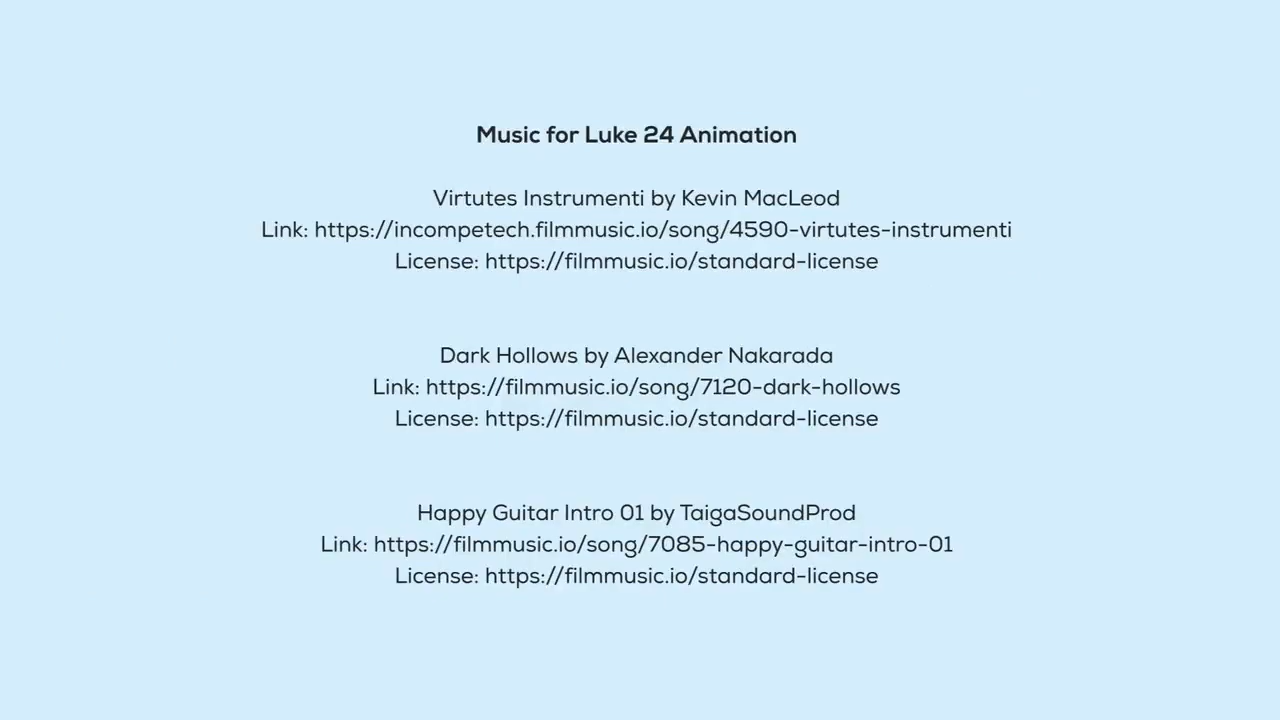 Music for Luke 24 Animation
Virtutes Instrumenti by Kevin MacLeod
Link: https://incompetech.filmmusic.io/song/4590-virtutes-instrumenti
License: https://filmmusic.io/standard-license
Dark Hollows by Alexander Nakarada
Link: https://filmmusic.io/song/7120-dark-hollows
License: https://filmmusic.io/standard-license
Happy Guitar Intro 01 by TaigaSoundProd
Link: https://filmmusic.io/song/7085-happy-guitar-intro-01
License: https://filmmusic.io/standard-license